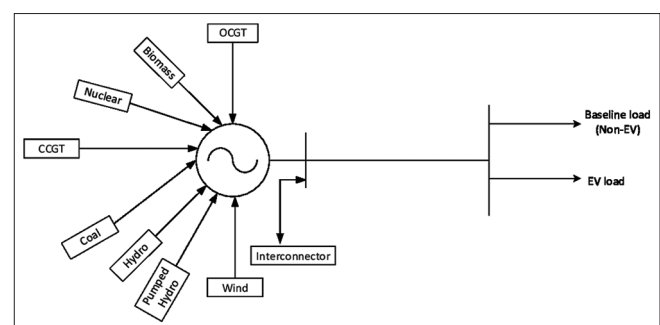 OCGT
Biomass
Nuclear
CCGT
Coal
Hydro
Pumped
Hydro
Wind
Interconnector
Baseline load
(Non-EV)
EV load